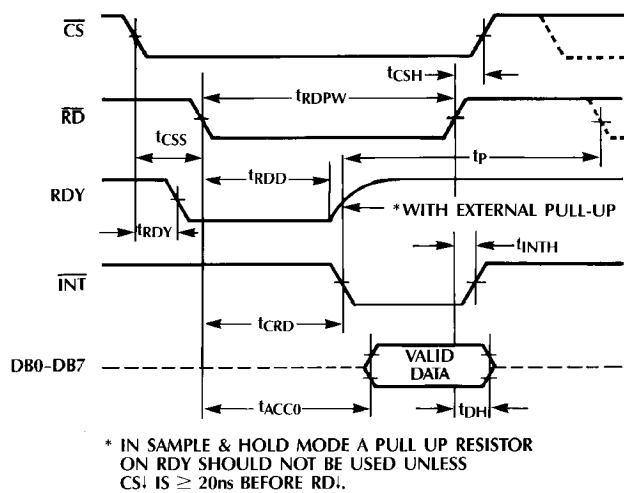 CS
tCSH
tRDPW
RD
tCSS
tP
tRDD
RDY
* WITH EXTERNAL PULL-UP
tRDY
tINTH
INT
tCRD
DB0-DB7
VALID
DATA
tACC0
tDH
* IN SAMPLE & HOLD MODE A PULL UP RESISTOR
ON RDY SHOULD NOT BE USED UNLESS
CS↓ IS ≥ 20ns BEFORE RD↓.